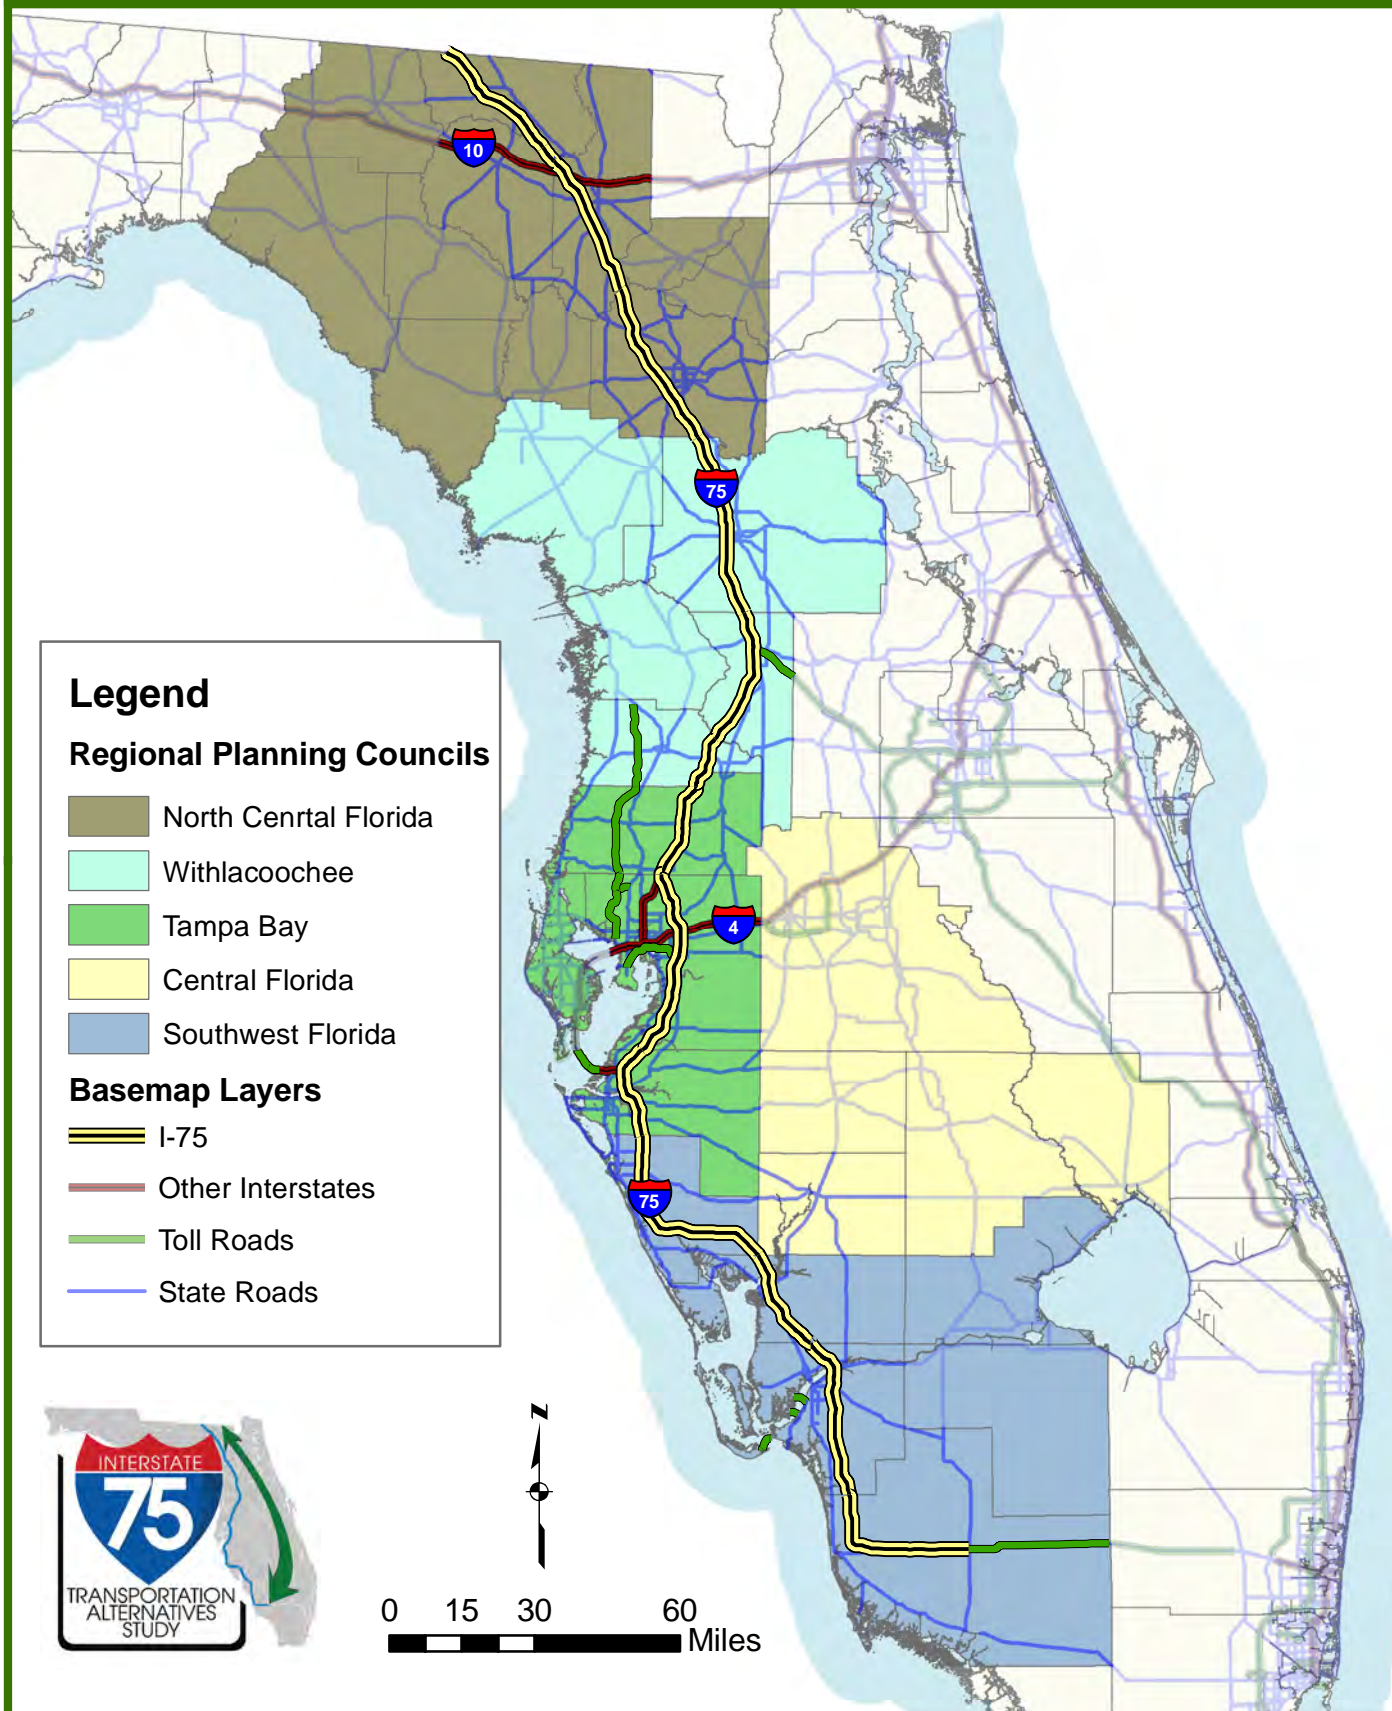 10
75
4
75
Legend
Regional Planning Councils
North Cenrtal Florida
Withlacoochee
Tampa Bay
Central Florida
Southwest Florida
Basemap Layers
I-75
Other Interstates
Toll Roads
State Roads
INTERSTATE
75
TRANSPORTATION
ALTERNATIVES
STUDY
N
0 15 30 60
Miles